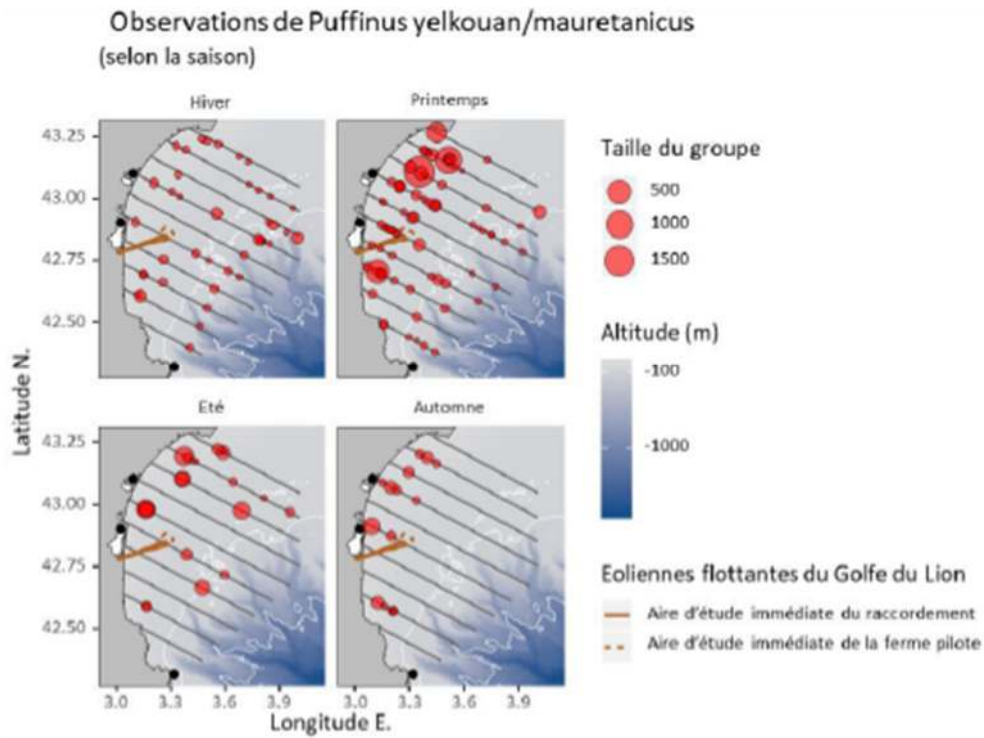 Observations de Puffinus yelkouan/mauretanicus
(selon la saison)
Hiver
Printemps
43.25
43.00
42.75
42.50
Eté
Automne
43.25
43.00
42.75
42.50
3.0 3.3 3.6 3.9
3.0 3.3 3.6 3.9
Latitude N.
Longitude E.
Taille du groupe
500
1000
1500
Altitude (m)
-100
-1000
Eoliennes flottantes du Golfe du Lion
Aire d'étude immédiate du raccordement
Aire d'étude immédiate de la ferme pilote